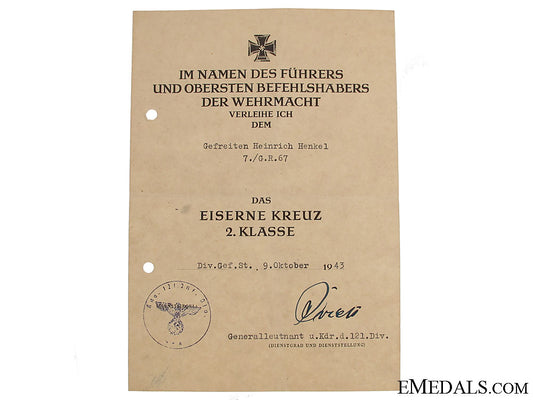 IM NAMEN DES FÜHRERS
UND OBERSTEN BEFEHLSHABERS
DER WEHRMACHT
VERLEIHE ICH
DEM
Gefreiten Heinrich Henkel
7./G.R.67
DAS
EISERNE KREUZ
2. KLASSE
Div.Gef.St., 9.Oktober 1943
Generalleutnant u.Kdr.d.121.Div.
(DIENSTGRAD UND DIENSTSTELLUNG)
EMEDALS.COM